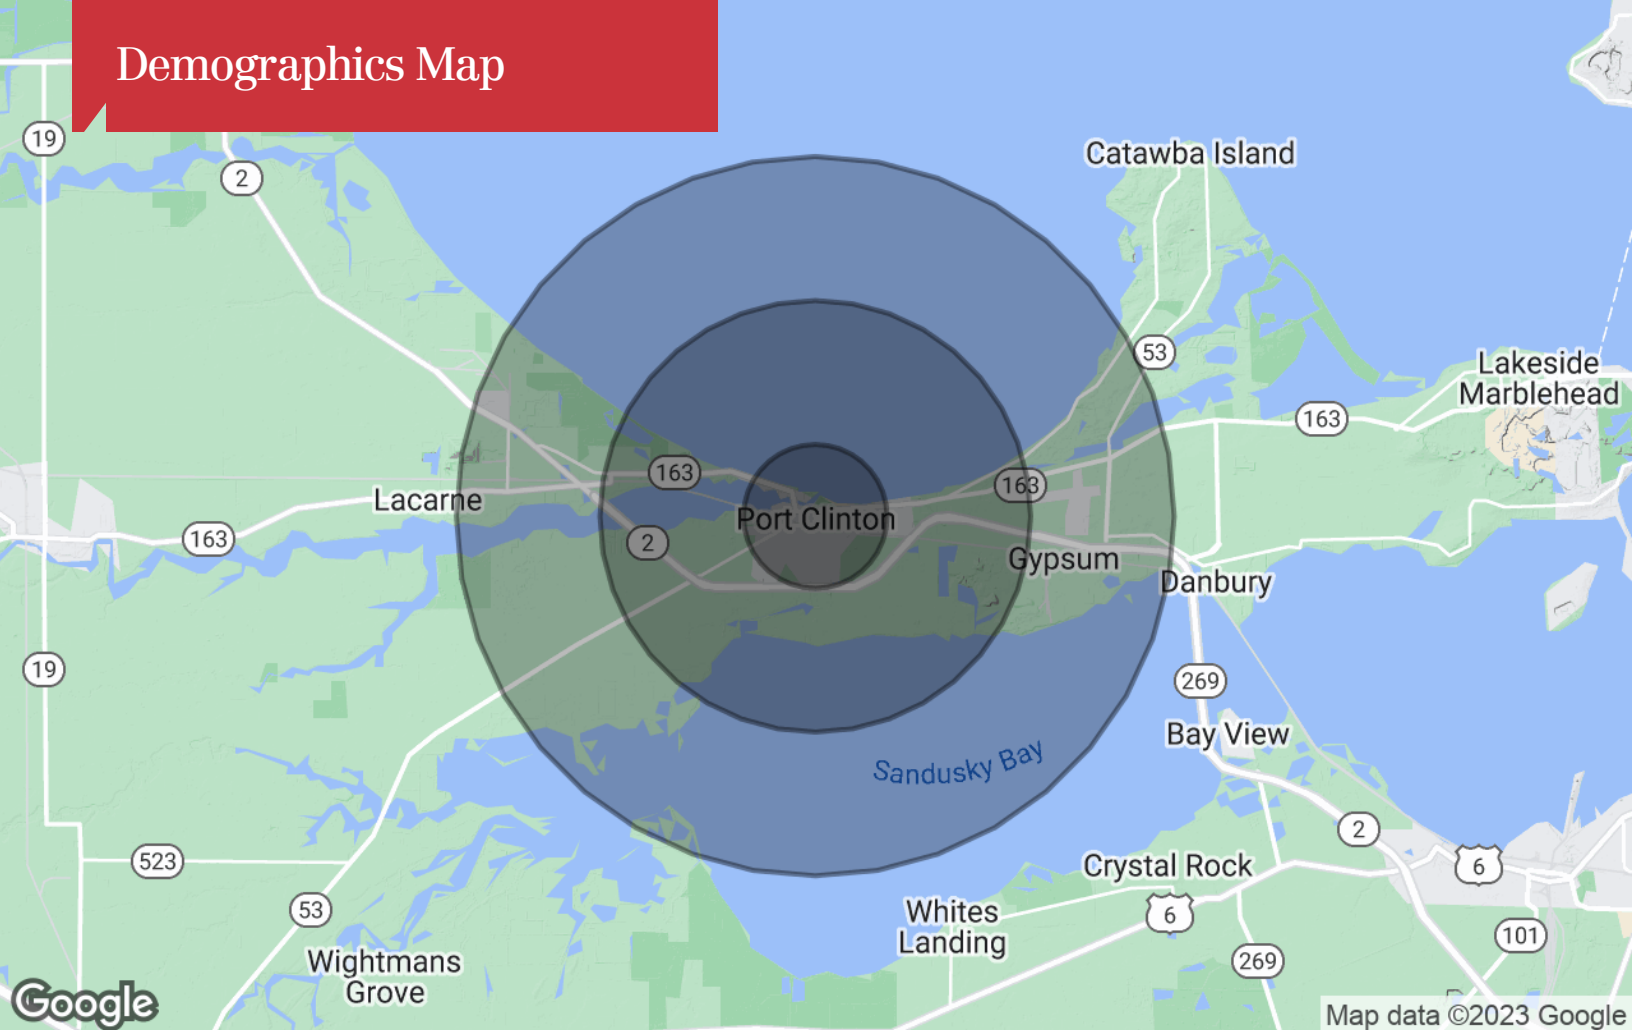 Demographics Map
19
2
Catawba Island
53
Lakeside
Marblehead
163
163
163
Lacarne
Port Clinton
163
2
Gypsum
Danbury
19
269
Bay View
Sandusky Bay
2
523
Crystal Rock
6
6
53
Whites
Landing
101
Wightmans
Grove
269
Google
Map data ©2023 Google